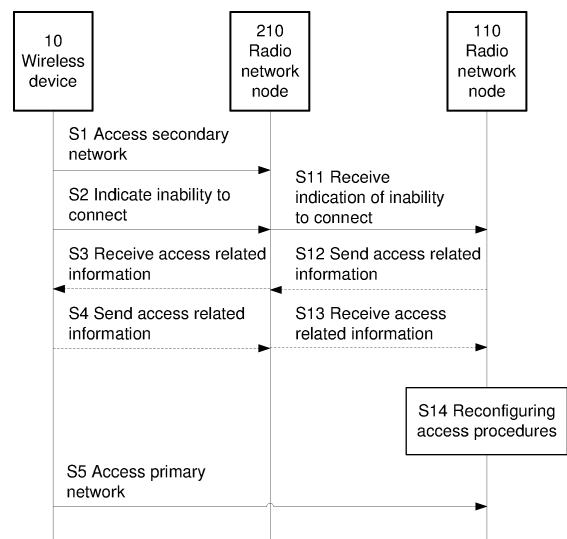 10
Wireless
device
210
Radio
network
node
110
Radio
network
node
S1 Access secondary
network
S2 Indicate inability to
connect
S11 Receive
indication of inability
to connect
S3 Receive access related
information
S12 Send access related
information
S4 Send access related
information
S13 Receive access
related information
S14 Reconfiguring
access procedures
S5 Access primary
network